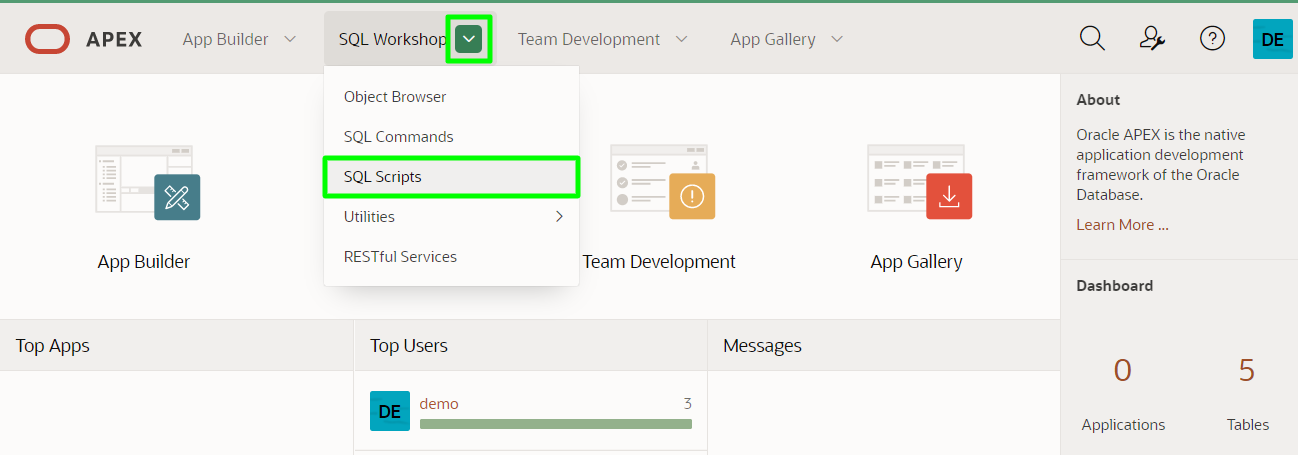 APEX
App Builder
SQL Workshop
Team Development
App Gallery
DE
Object Browser
SQL Commands
SQL Scripts
Utilities
RESTful Services
App Builder
Team Development
App Gallery
About
Oracle APEX is the native
application development
framework of the Oracle
Database.
Learn More ...
Dashboard
0
5
Applications
Tables
Top Apps
Top Users
Messages
DE
demo
3